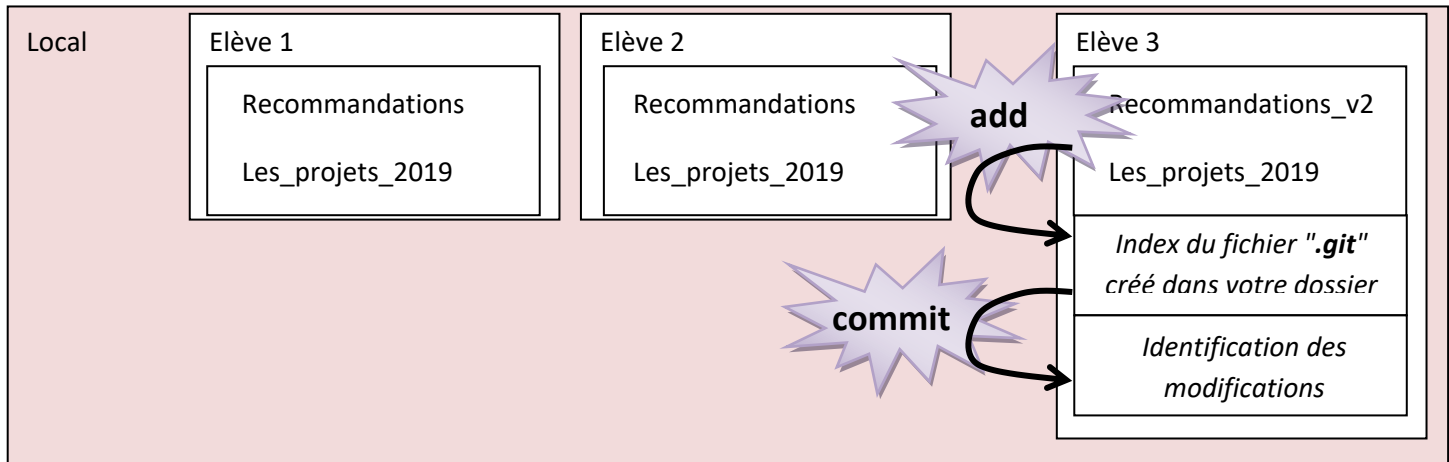 Local
Elève 1
Recommandations
Les_projets_2019
Elève 2
Recommandations
Les_projets_2019
add
Elève 3
Recommandations_v2
Les_projets_2019
Index du fichier ".git"
créé dans votre dossier
commit
Identification des
modifications